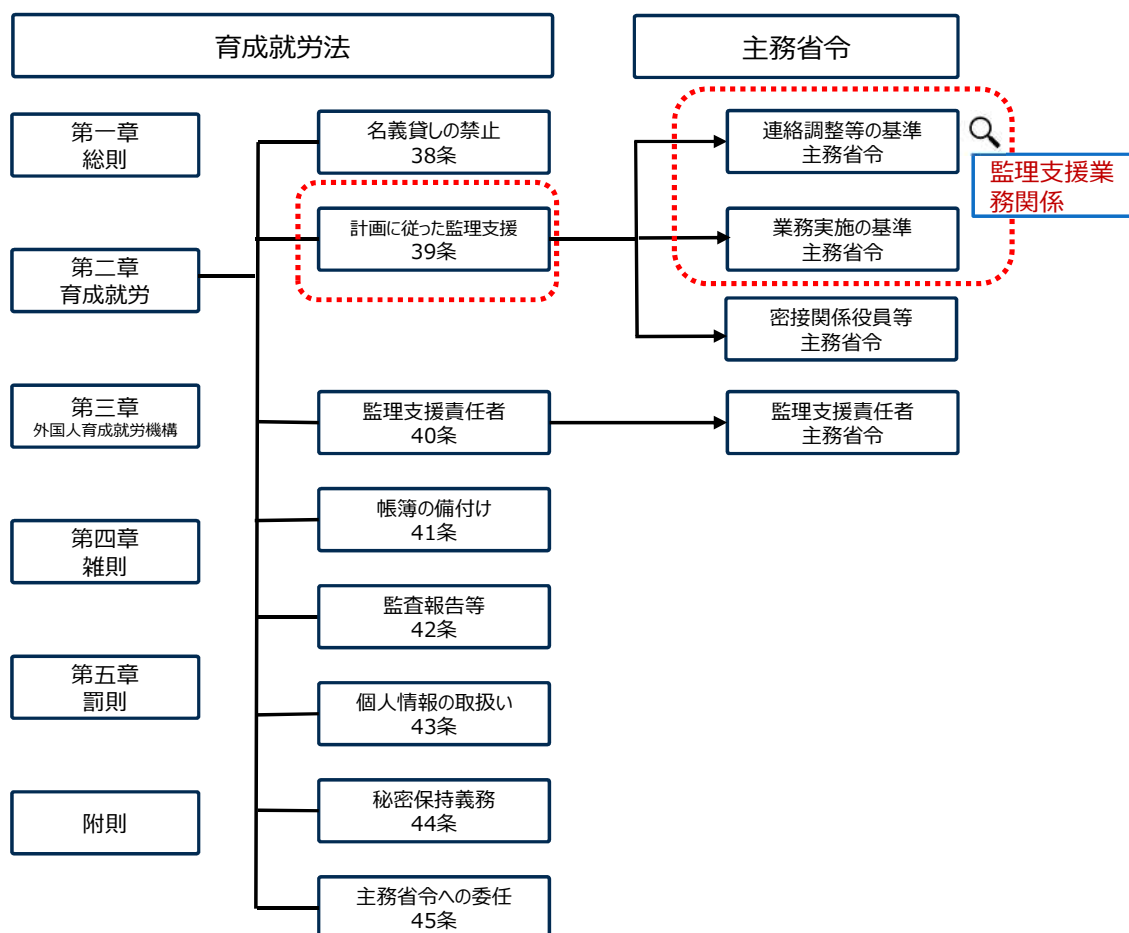 育成就労法
主務省令
第一章
総則
第二章
育成就労
第三章
外国人育成就労機構
第四章
雑則
第五章
罰則
附則
名義貸しの禁止
38条
計画に従った監理支援
39条
監理支援責任者
40条
帳簿の備付け
41条
監査報告等
42条
個人情報の取扱い
43条
秘密保持義務
44条
主務省令への委任
45条
連絡調整等の基準
主務省令
業務実施の基準
主務省令
密接関係役員等
主務省令
監理支援責任者
主務省令
監理支援業
務関係